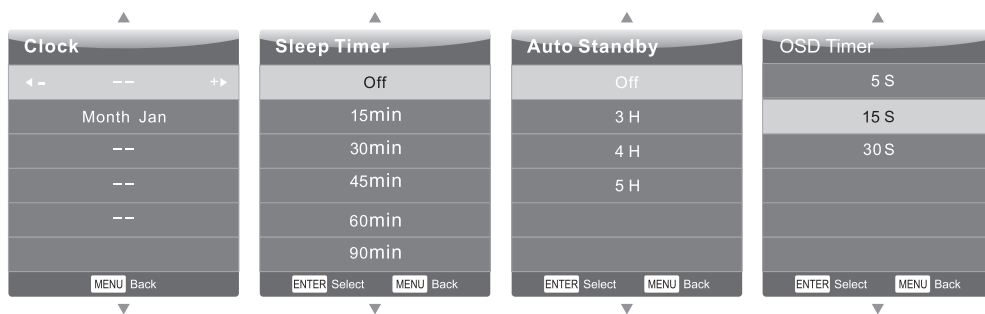 Clock
- -- +
Month Jan
--
--
--
MENU Back
Sleep Timer
Off
15min
30min
45min
60min
90min
ENTER Select MENU Back
Auto Standby
Off
3 H
4 H
5 H
ENTER Select MENU Back
OSD Timer
5 S
15 S
30 S
ENTER Select MENU Back